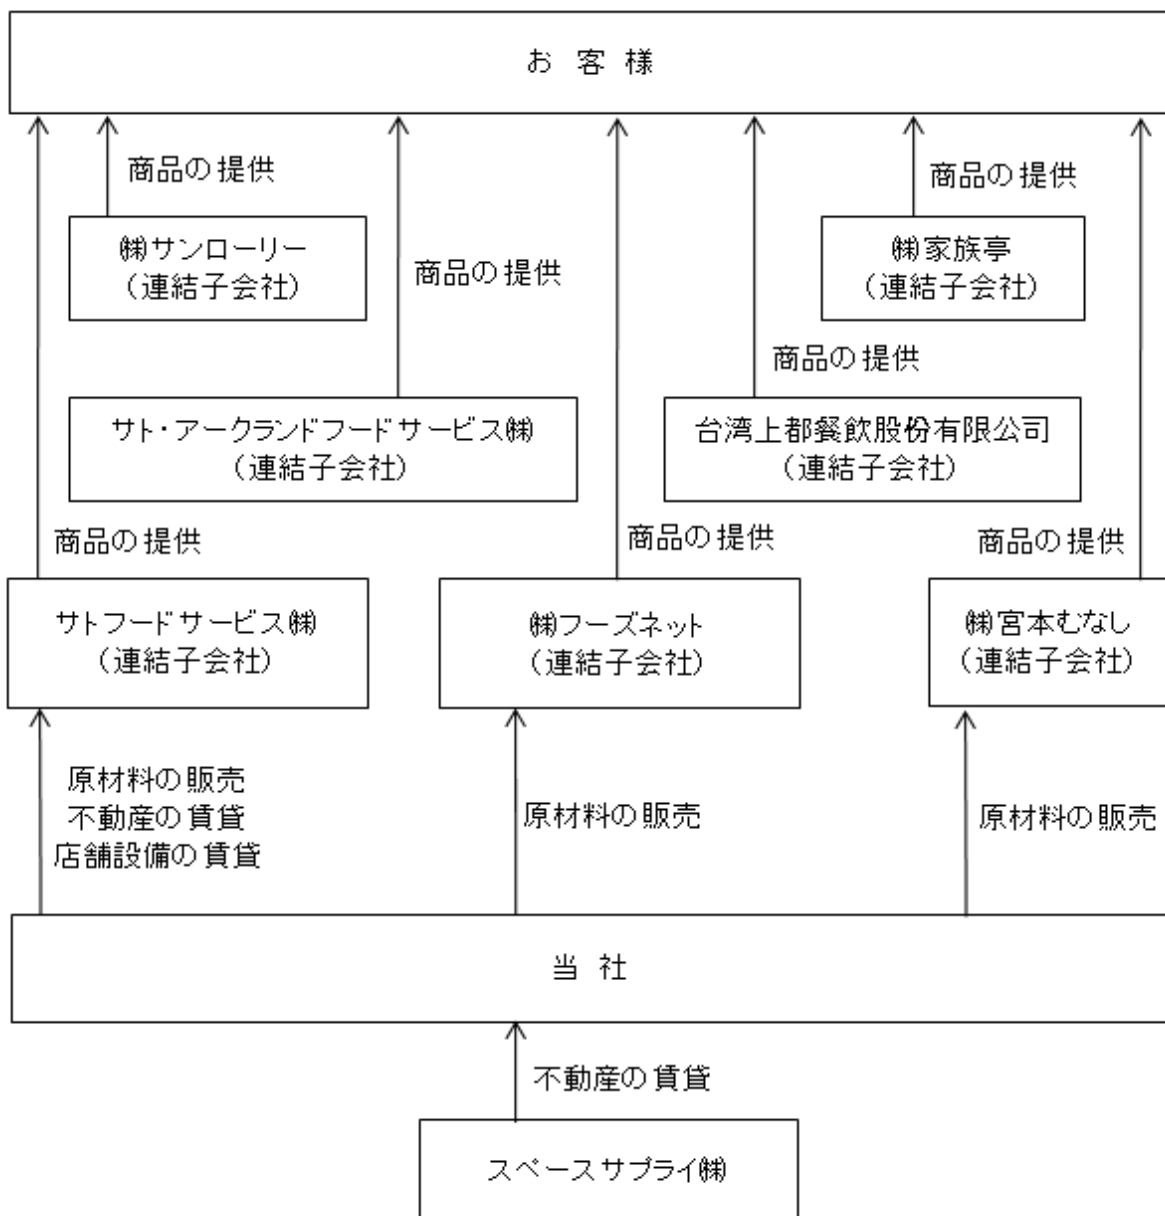 お 客 様
商品の提供
商品の提供
㈱サンローリー
（連結子会社）
㈱家族亭
（連結子会社）
商品の提供
商品の提供
サト・アークランドフードサービス㈱
（連結子会社）
台湾上都餐飲股份有限公司
（連結子会社）
商品の提供
商品の提供
商品の提供
サトフードサービス㈱
（連結子会社）
㈱フーズネット
（連結子会社）
㈱宮本むなし
（連結子会社）
原材料の販売
不動産の賃貸
店舗設備の賃貸
原材料の販売
原材料の販売
当 社
不動産の賃貸
スペースサプライ㈱